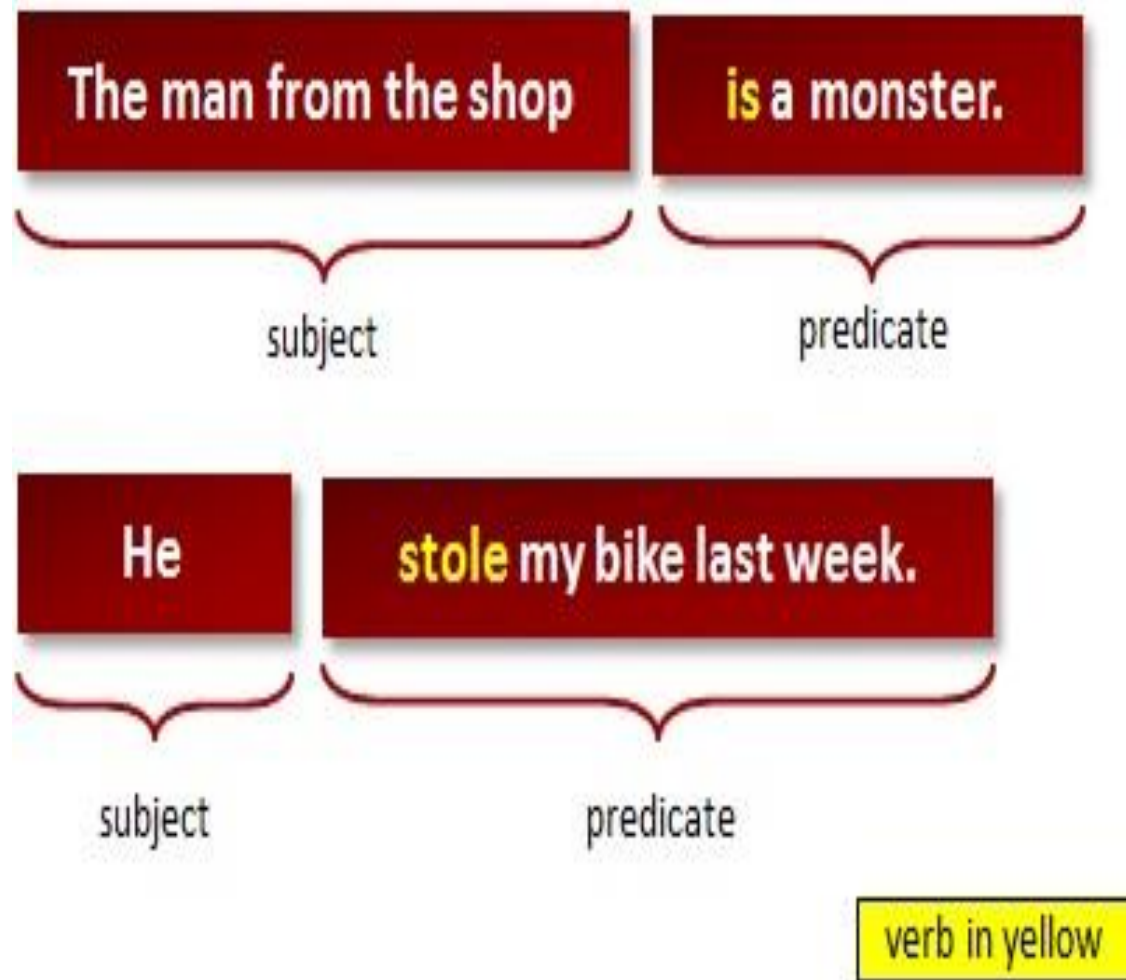 The man from the shop is a monster.
subject predicate
He stole my bike last week.
subject predicate
verb in yellow